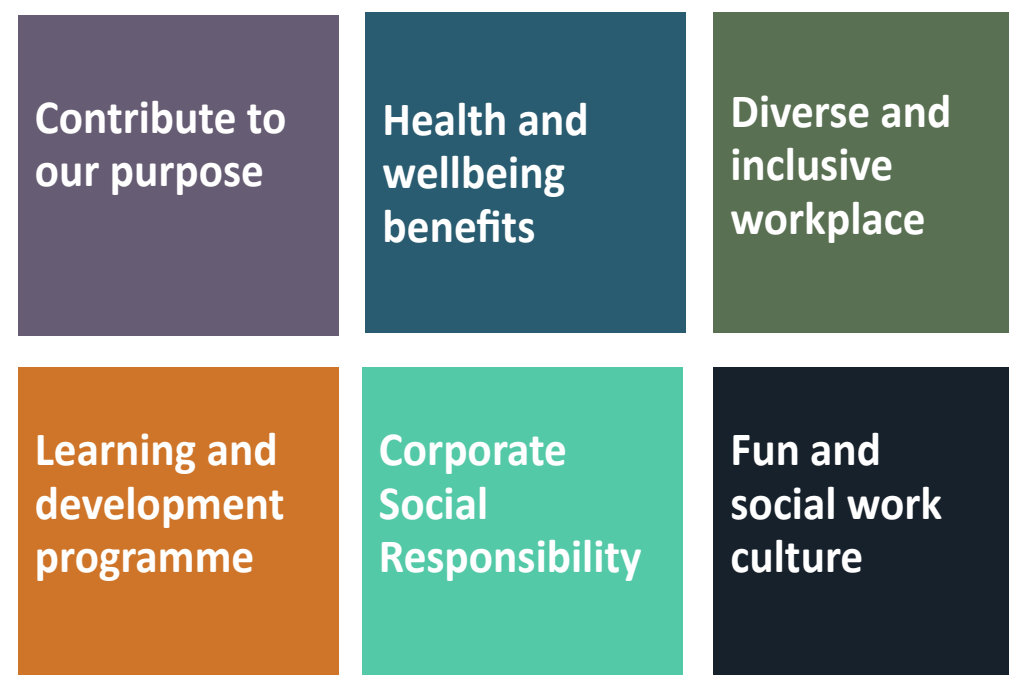 Contribute to
our purpose
Health and
wellbeing
benefits
Diverse and
inclusive
workplace
Learning and
development
programme
Corporate
Social
Responsibility
Fun and
social work
culture